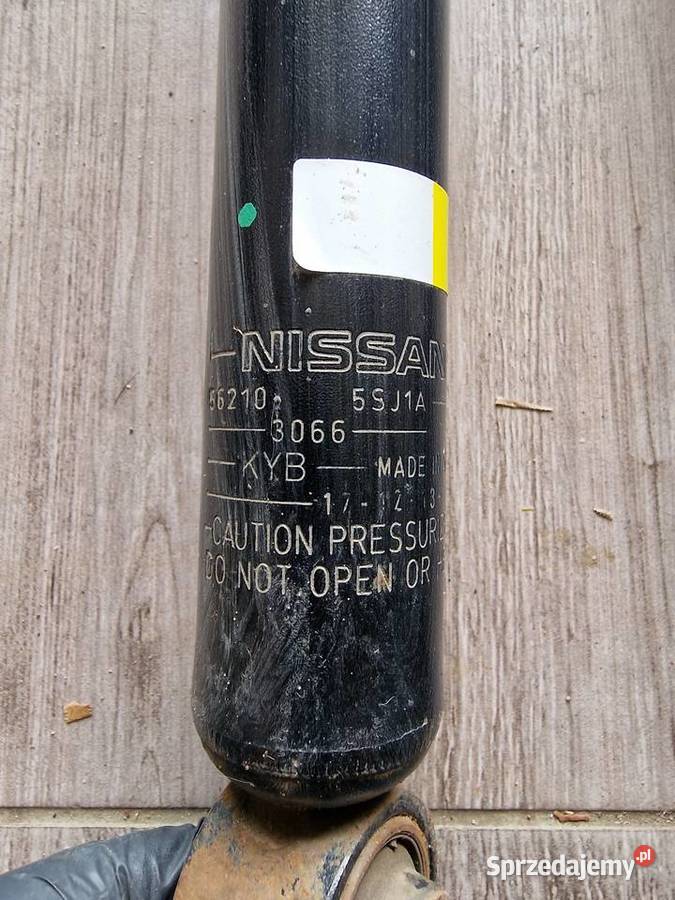 NISSAN
56210 5SJ1A
3066
KYB MADE IN
CAUTION PRESSURE
DO NOT OPEN OR
Sprzedajemy.pl